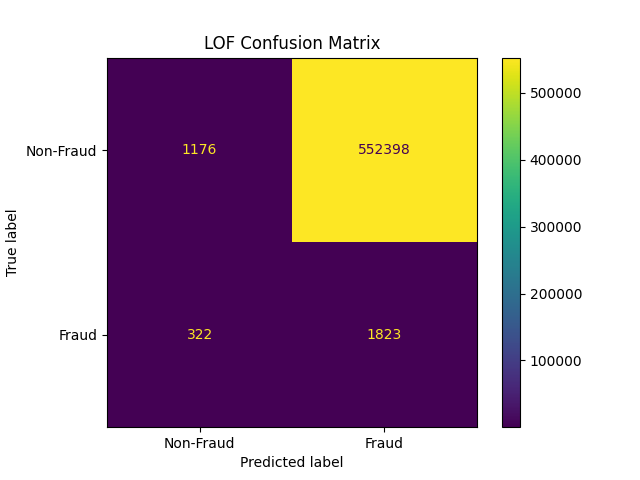 LOF Confusion Matrix
Non-Fraud
1176
552398
Fraud
322
1823
Non-Fraud
Fraud
Predicted label
True label
500000
400000
300000
200000
100000